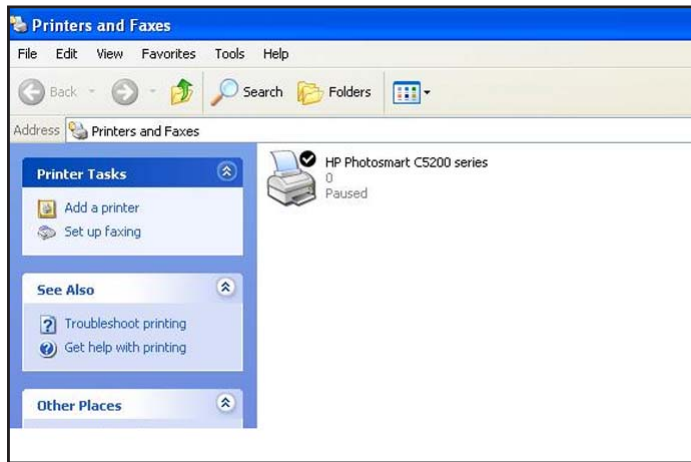 Printers and Faxes
File Edit View Favorites Tools Help
Back Search Folders
Address Printers and Faxes
Printer Tasks
Add a printer
Set up faxing
See Also
Troubleshoot printing
Get help with printing
Other Places
HP Photosmart C5200 series
0
Paused